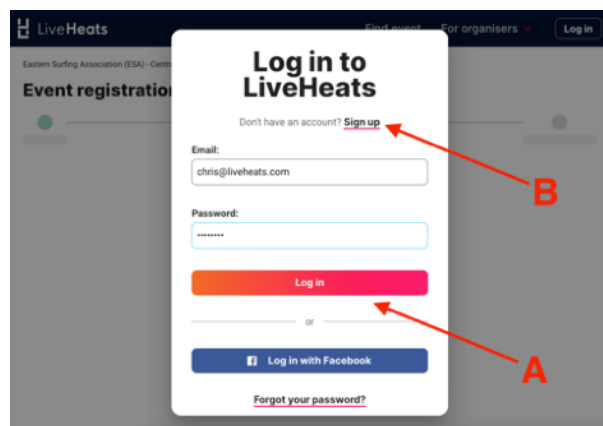 LiveHeats
Find event
For organisers
Log in
Eastern Surfing Association (ESA) - Centr
Event registration
Log in to
LiveHeats
Don't have an account? Sign up
B
Email:
chris@liveheats.com
Password:
Log in
or
A
Log in with Facebook
Forgot your password?